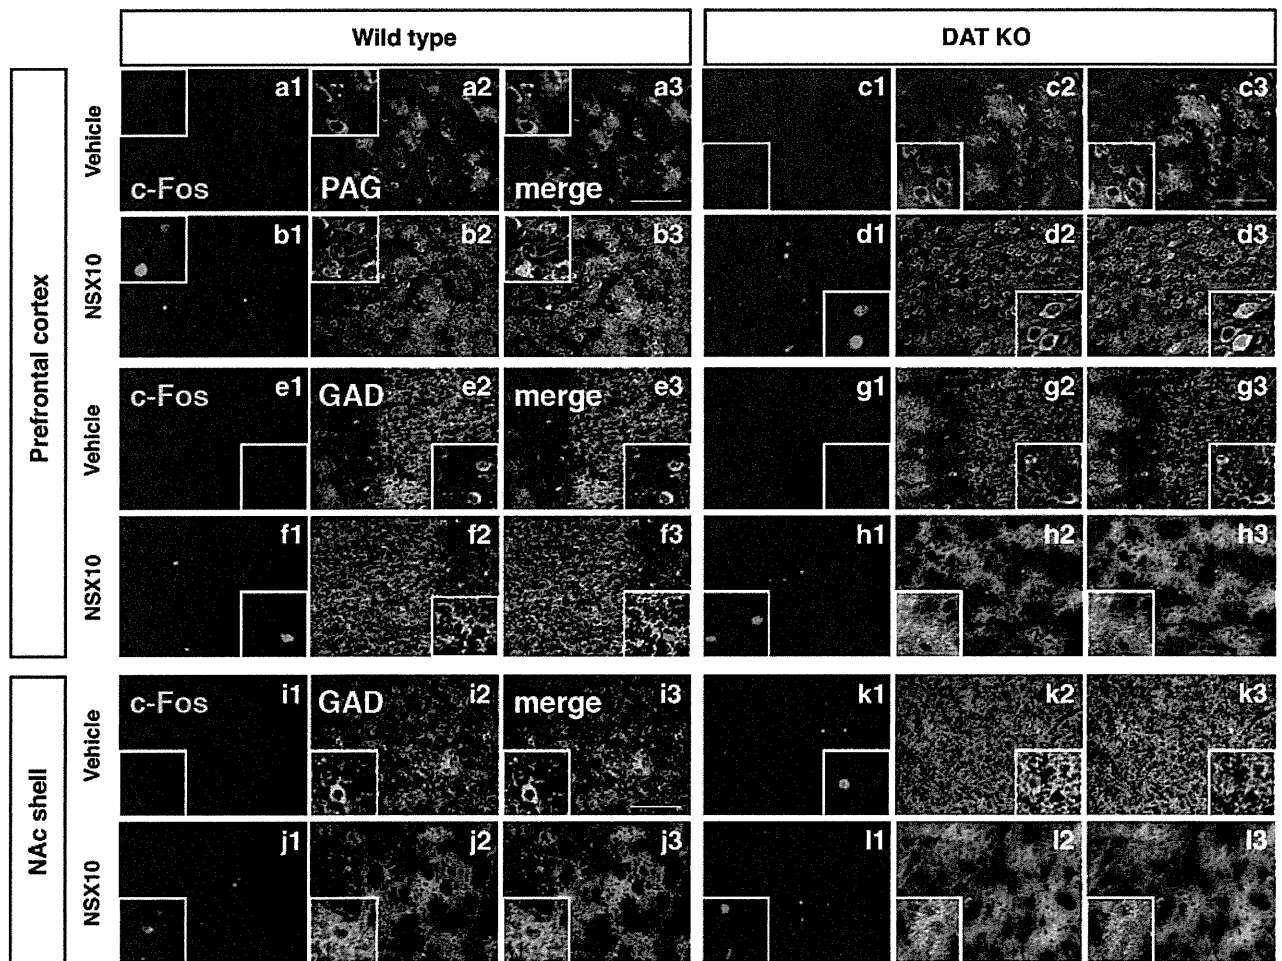 Wild type
DAT KO
Prefrontal cortex
Vehicle
a1
a2
a3
c1
c2
c3
c-Fos
PAG
merge
NSX10
b1
b2
b3
d1
d2
d3
Vehicle
c-Fos
e1
GAD
e2
merge
e3
g1
g2
g3
NSX10
f1
f2
f3
h1
h2
h3
NAc shell
Vehicle
c-Fos
i1
GAD
i2
merge
i3
k1
k2
k3
NSX10
j1
j2
j3
l1
l2
l3